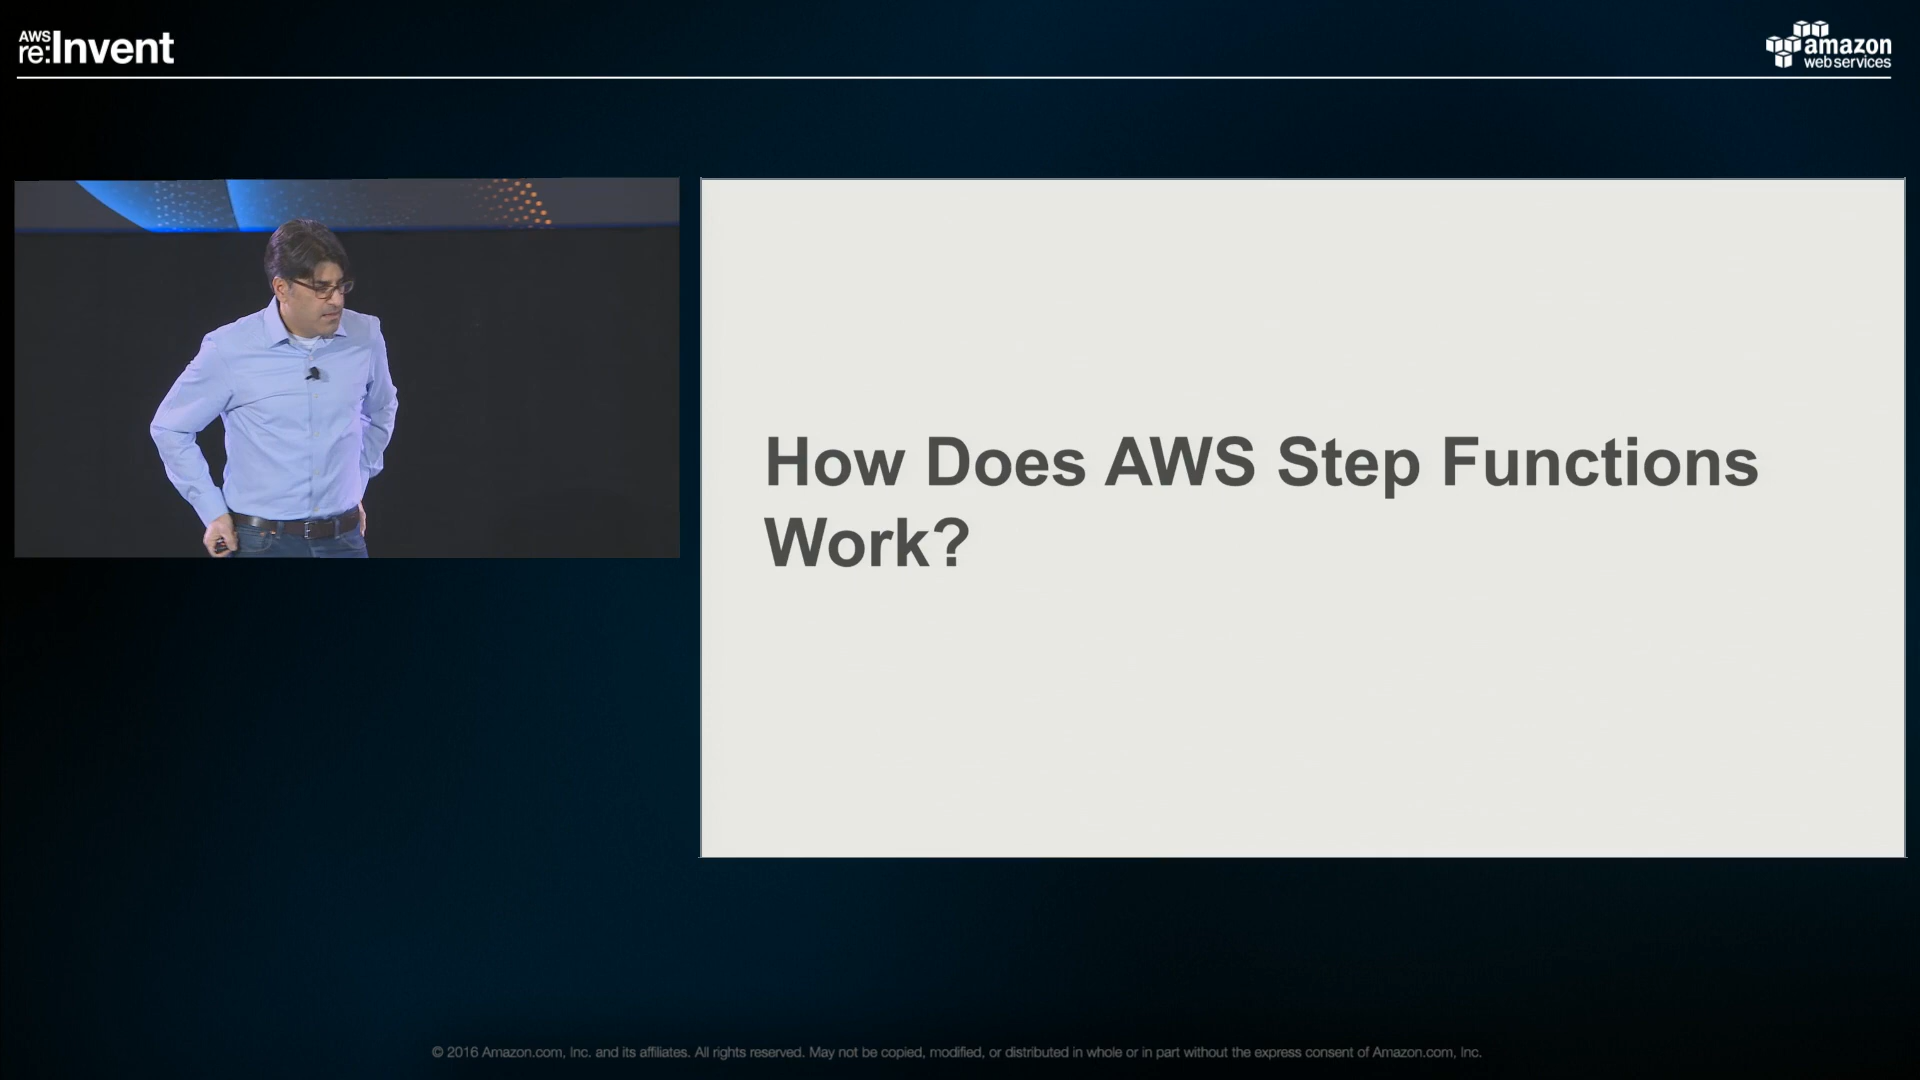 AWS
re:Invent
amazon
webservices
How Does AWS Step Functions
Work?
© 2016 Amazon.com, Inc. and its affiliates. All rights reserved. May not be copied, modified, or distributed in whole or in part without the express consent of Amazon.com, Inc.